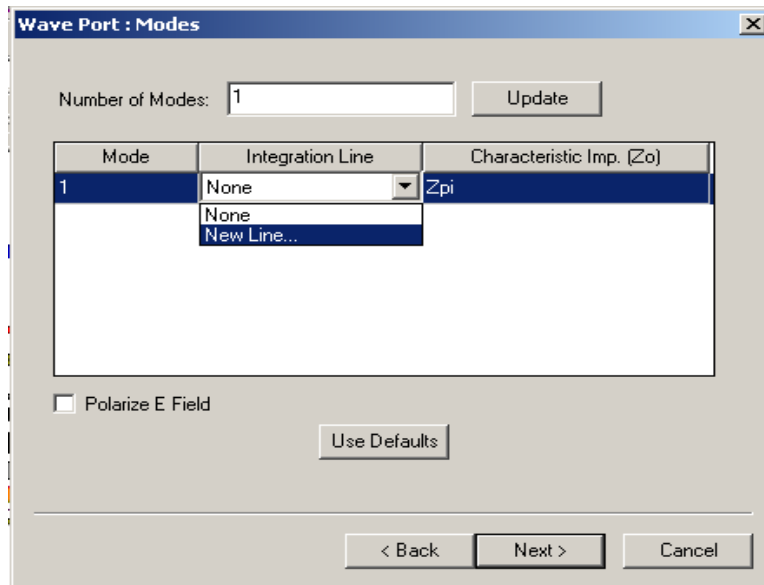 Wave Port : Modes
Number of Modes: 1 Update
Mode Integration Line Characteristic Imp. (Zo)
1 None Zpi
None
New Line...
Polarize E Field
Use Defaults
< Back Next > Cancel